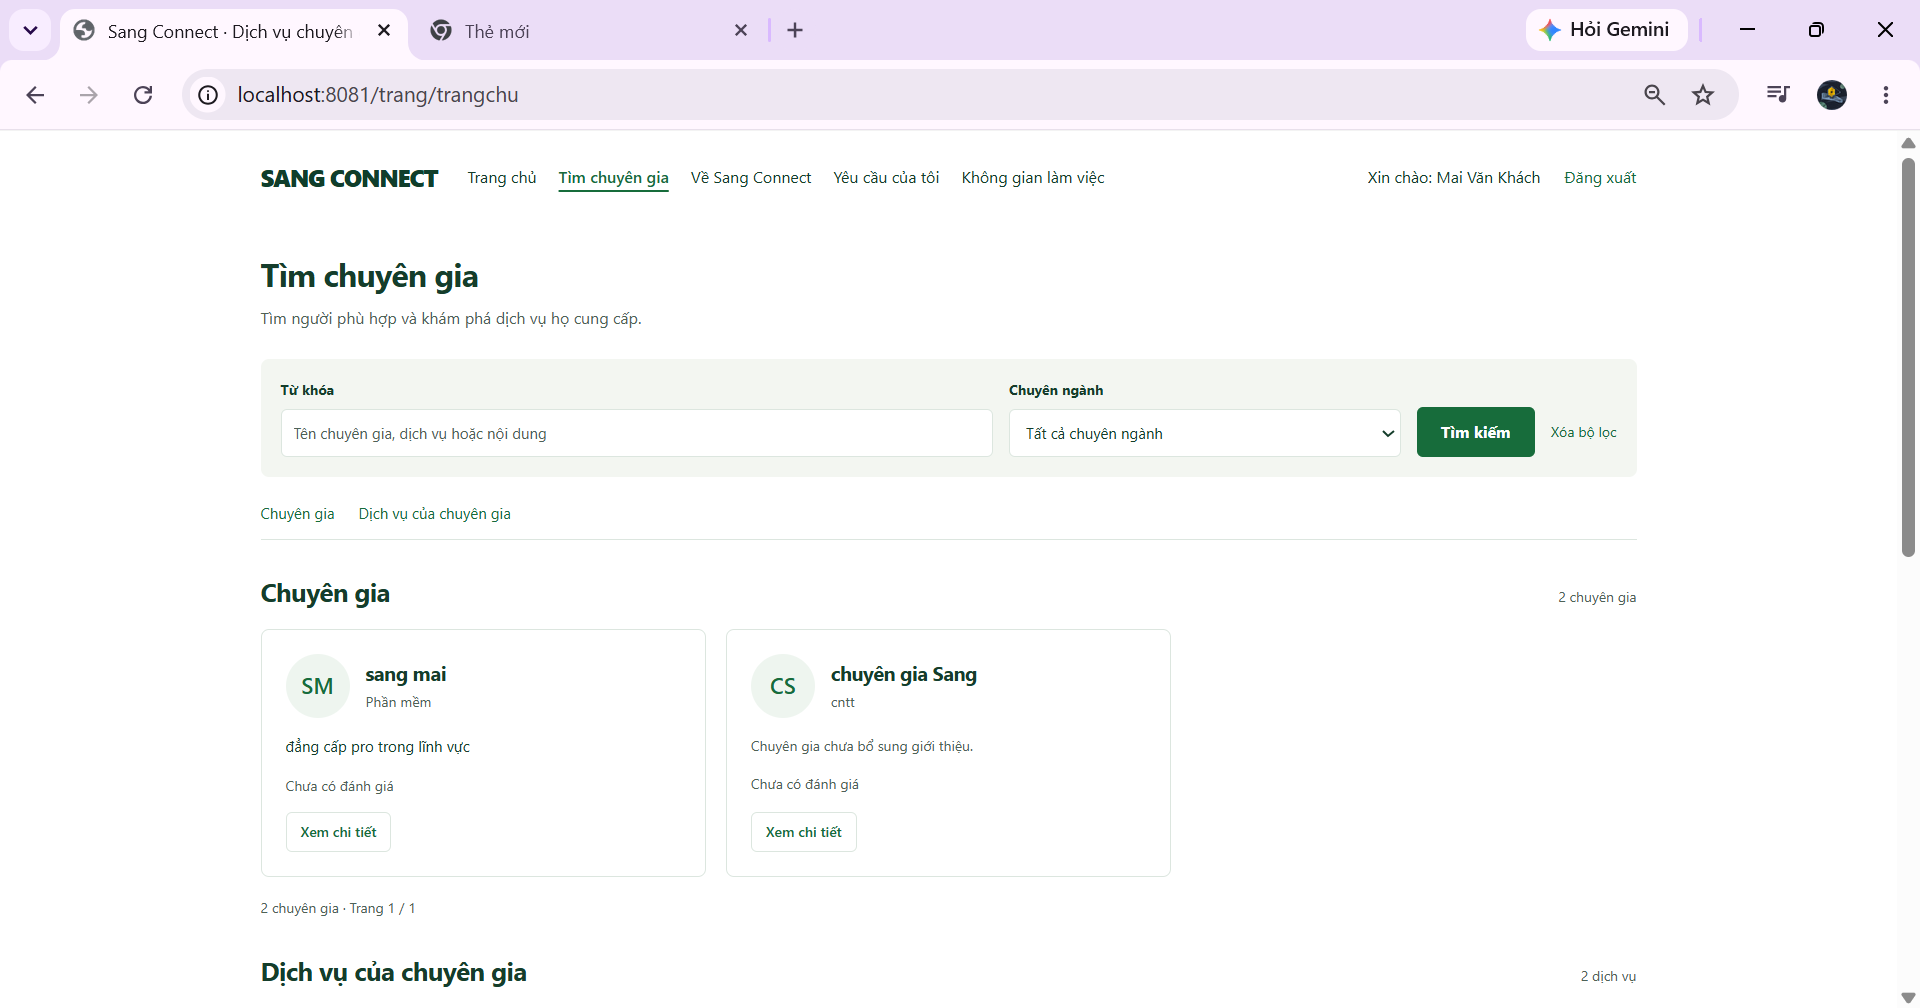 Sang Connect · Dịch vụ chuyên
Thẻ mới
Hỏi Gemini
localhost:8081/trang/trangchu
SANG CONNECT
Trang chủ
Tìm chuyên gia
Về Sang Connect
Yêu cầu của tôi
Không gian làm việc
Xin chào: Mai Văn Khách
Đăng xuất
Tìm chuyên gia
Tìm người phù hợp và khám phá dịch vụ họ cung cấp.
Từ khóa
Chuyên ngành
Tên chuyên gia, dịch vụ hoặc nội dung
Tất cả chuyên ngành
Tìm kiếm
Xóa bộ lọc
Chuyên gia
Dịch vụ của chuyên gia
Chuyên gia
2 chuyên gia
SM
sang mai
Phần mềm
đẳng cấp pro trong lĩnh vực
Chưa có đánh giá
Xem chi tiết
CS
chuyên gia Sang
cntt
Chuyên gia chưa bổ sung giới thiệu.
Chưa có đánh giá
Xem chi tiết
2 chuyên gia · Trang 1 / 1
Dịch vụ của chuyên gia
2 dịch vụ